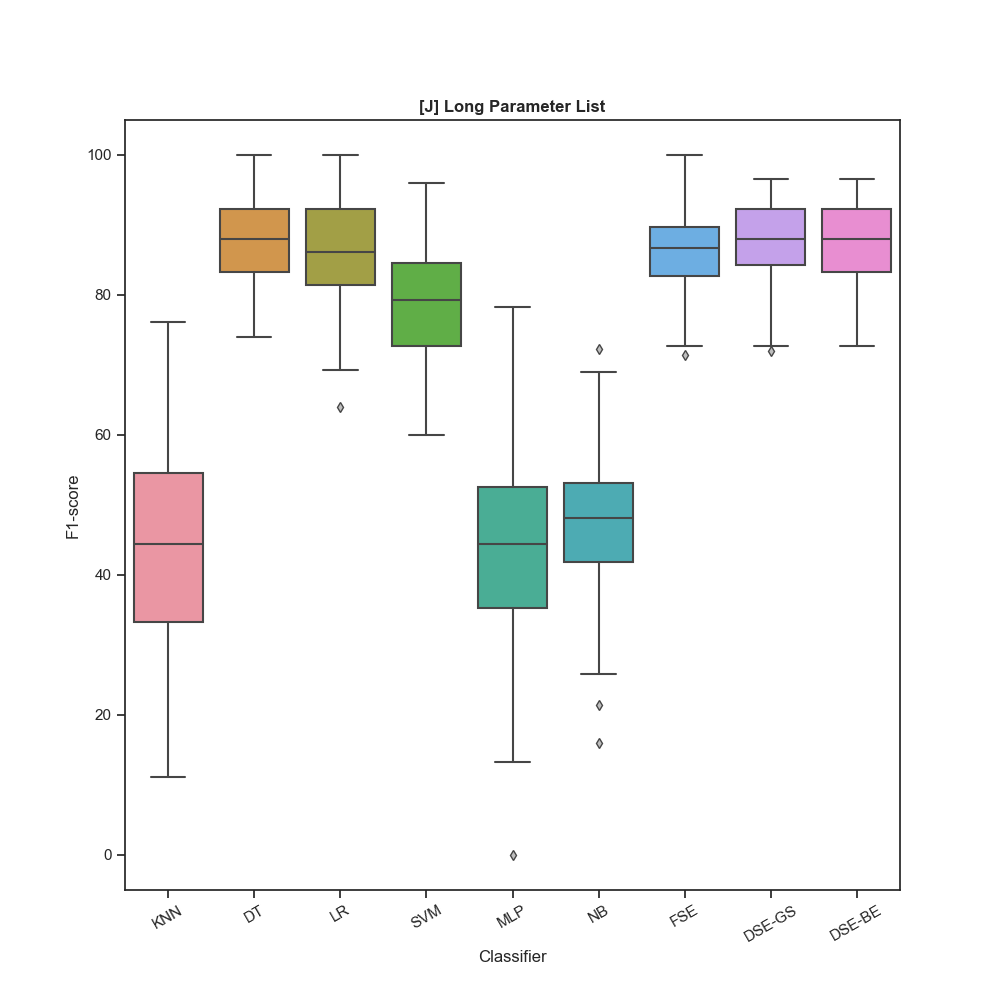 [J] Long Parameter List
F1-score
100
80
60
40
20
0
KNN DT LR SVM MLP NB FSE DSE-GS DSE-BE
Classifier